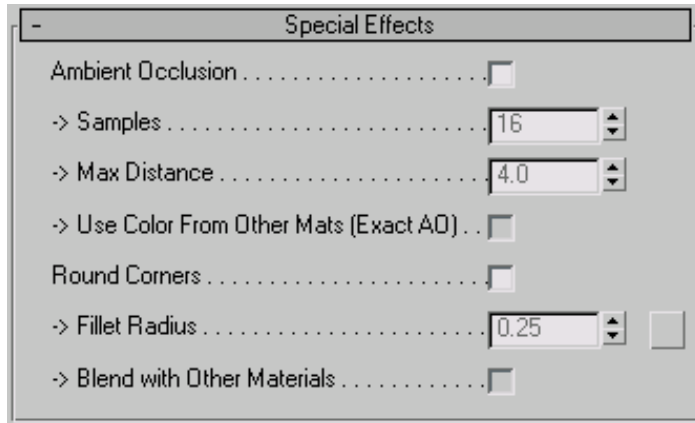 - Special Effects
Ambient Occlusion . . . . . . . . . . . . . . . . . . . . . .
-> Samples . . . . . . . . . . . . . . . . . . . . . . . . . . . . 16
-> Max Distance . . . . . . . . . . . . . . . . . . . . . . . 4.0
-> Use Color From Other Mats (Exact AO) . .
Round Corners . . . . . . . . . . . . . . . . . . . . . . . .
-> Fillet Radius . . . . . . . . . . . . . . . . . . . . . . . . 0.25
-> Blend with Other Materials . . . . . . . . . . . .